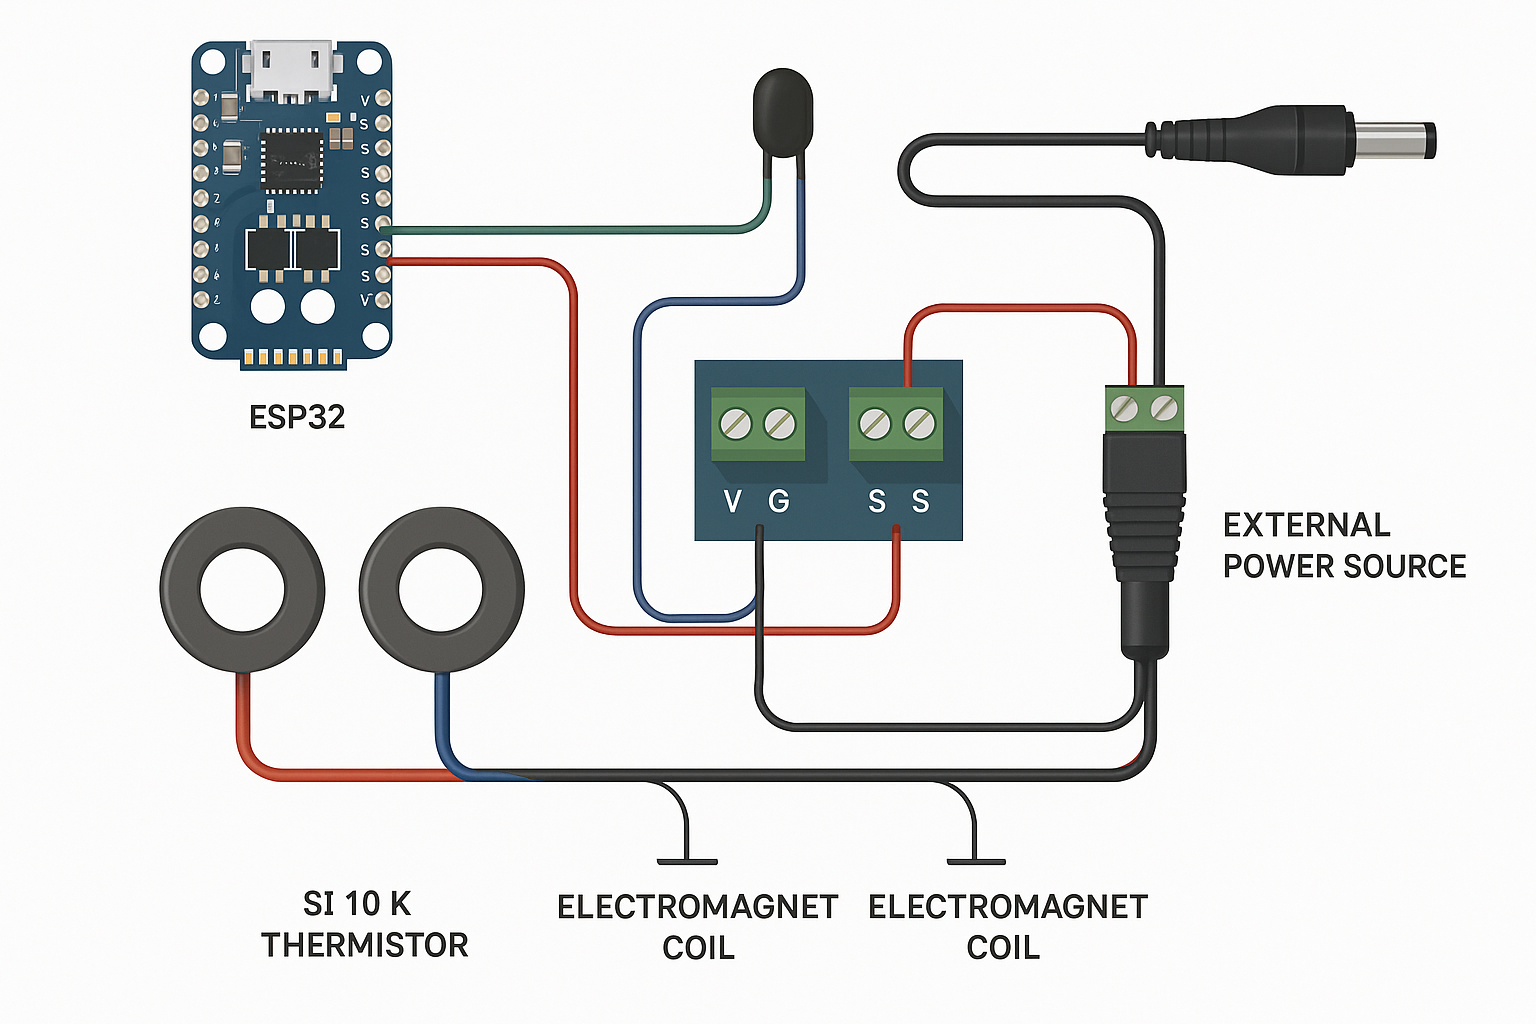 V
S
S
S
S
S
S
S
V
ESP32
V G S S
EXTERNAL
POWER SOURCE
SI 10 K
THERMISTOR
ELECTROMAGNET
COIL
ELECTROMAGNET
COIL